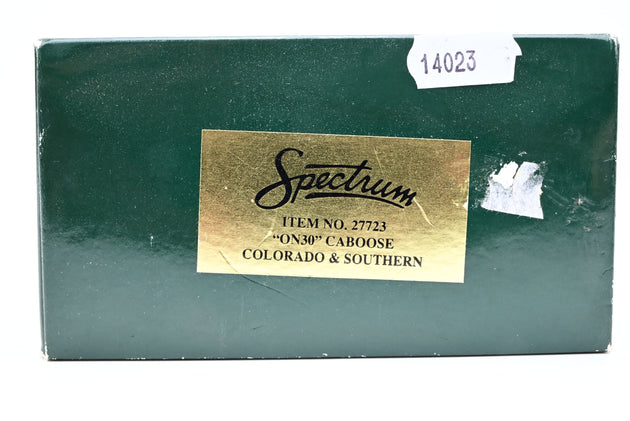 14023
Spectrum
ITEM NO. 27723
“ON30” CABOOSE
COLORADO & SOUTHERN